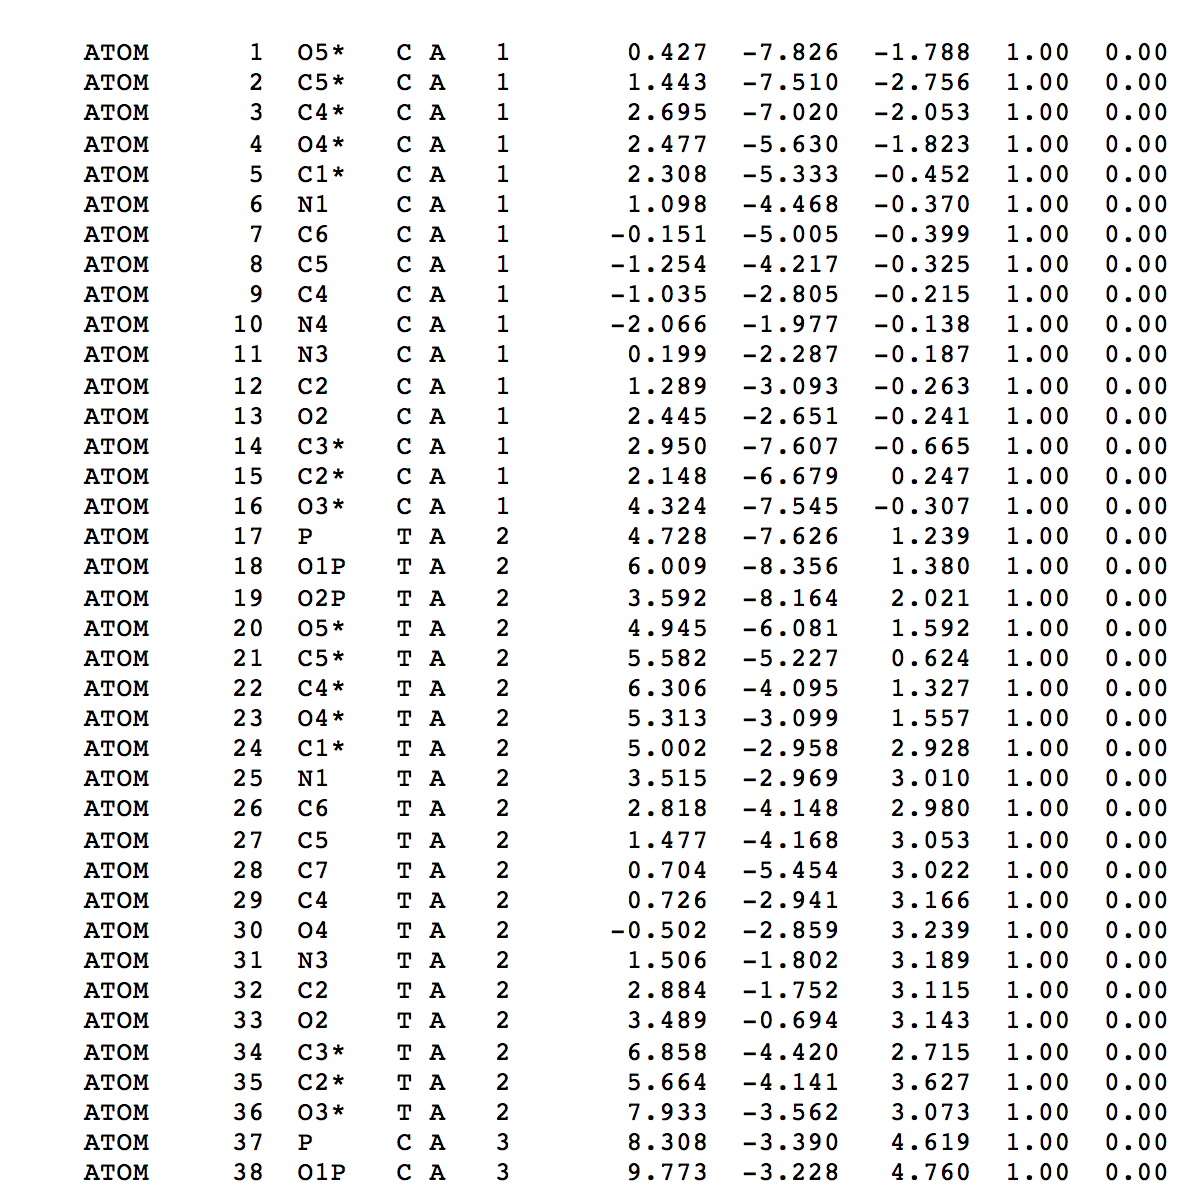 ATOM 1 O5* C A 1 0.427 -7.826 -1.788 1.00 0.00
ATOM 2 C5* C A 1 1.443 -7.510 -2.756 1.00 0.00
ATOM 3 C4* C A 1 2.695 -7.020 -2.053 1.00 0.00
ATOM 4 O4* C A 1 2.477 -5.630 -1.823 1.00 0.00
ATOM 5 C1* C A 1 2.308 -5.333 -0.452 1.00 0.00
ATOM 6 N1 C A 1 1.098 -4.468 -0.370 1.00 0.00
ATOM 7 C6 C A 1 -0.151 -5.005 -0.399 1.00 0.00
ATOM 8 C5 C A 1 -1.254 -4.217 -0.325 1.00 0.00
ATOM 9 C4 C A 1 -1.035 -2.805 -0.215 1.00 0.00
ATOM 10 N4 C A 1 -2.066 -1.977 -0.138 1.00 0.00
ATOM 11 N3 C A 1 0.199 -2.287 -0.187 1.00 0.00
ATOM 12 C2 C A 1 1.289 -3.093 -0.263 1.00 0.00
ATOM 13 O2 C A 1 2.445 -2.651 -0.241 1.00 0.00
ATOM 14 C3* C A 1 2.950 -7.607 -0.665 1.00 0.00
ATOM 15 C2* C A 1 2.148 -6.679 0.247 1.00 0.00
ATOM 16 O3* C A 1 4.324 -7.545 -0.307 1.00 0.00
ATOM 17 P T A 2 4.728 -7.626 1.239 1.00 0.00
ATOM 18 O1P T A 2 6.009 -8.356 1.380 1.00 0.00
ATOM 19 O2P T A 2 3.592 -8.164 2.021 1.00 0.00
ATOM 20 O5* T A 2 4.945 -6.081 1.592 1.00 0.00
ATOM 21 C5* T A 2 5.582 -5.227 0.624 1.00 0.00
ATOM 22 C4* T A 2 6.306 -4.095 1.327 1.00 0.00
ATOM 23 O4* T A 2 5.313 -3.099 1.557 1.00 0.00
ATOM 24 C1* T A 2 5.002 -2.958 2.928 1.00 0.00
ATOM 25 N1 T A 2 3.515 -2.969 3.010 1.00 0.00
ATOM 26 C6 T A 2 2.818 -4.148 2.980 1.00 0.00
ATOM 27 C5 T A 2 1.477 -4.168 3.053 1.00 0.00
ATOM 28 C7 T A 2 0.704 -5.454 3.022 1.00 0.00
ATOM 29 C4 T A 2 0.726 -2.941 3.166 1.00 0.00
ATOM 30 O4 T A 2 -0.502 -2.859 3.239 1.00 0.00
ATOM 31 N3 T A 2 1.506 -1.802 3.189 1.00 0.00
ATOM 32 C2 T A 2 2.884 -1.752 3.115 1.00 0.00
ATOM 33 O2 T A 2 3.489 -0.694 3.143 1.00 0.00
ATOM 34 C3* T A 2 6.858 -4.420 2.715 1.00 0.00
ATOM 35 C2* T A 2 5.664 -4.141 3.627 1.00 0.00
ATOM 36 O3* T A 2 7.933 -3.562 3.073 1.00 0.00
ATOM 37 P C A 3 8.308 -3.390 4.619 1.00 0.00
ATOM 38 O1P C A 3 9.773 -3.228 4.760 1.00 0.00